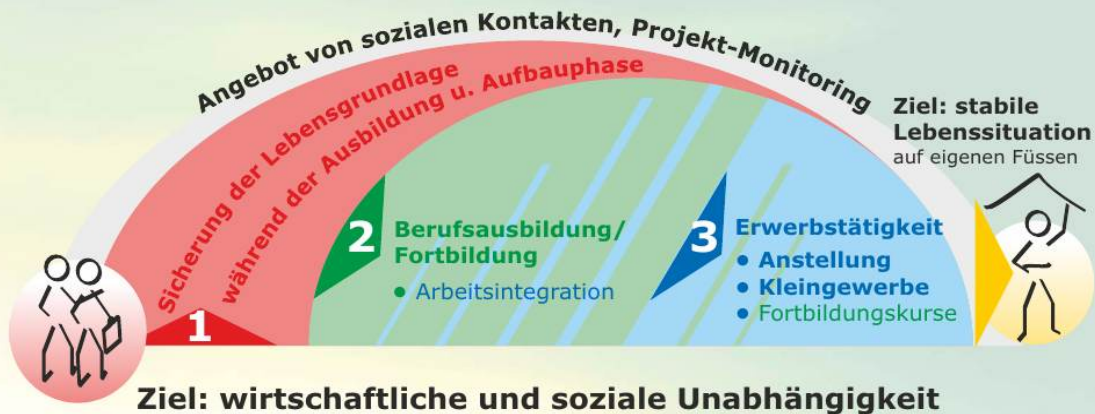 Angebot von sozialen Kontakten, Projekt-Monitoring
Sicherung der Lebensgrundlage
während der Ausbildung u. Aufbauphase
1
2
Berufsausbildung/
Fortbildung
• Arbeitsintegration
3
Erwerbstätigkeit
• Anstellung
• Kleingewerbe
• Fortbildungskurse
Ziel: stabile
Lebenssituation
auf eigenen Füssen
Ziel: wirtschaftliche und soziale Unabhängigkeit